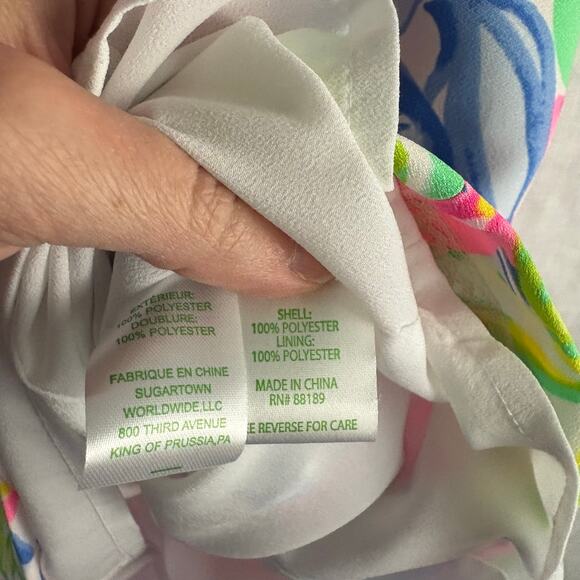 EXTERIEUR:
100% POLYESTER
DOUBLURE:
100% POLYESTER
FABRIQUE EN CHINE
SUGARTOWN
WORLDWIDE,LLC
800 THIRD AVENUE
KING OF PRUSSIA,PA
SHELL:
100% POLYESTER
LINING:
100% POLYESTER
MADE IN CHINA
RN# 88189
E REVERSE FOR CARE